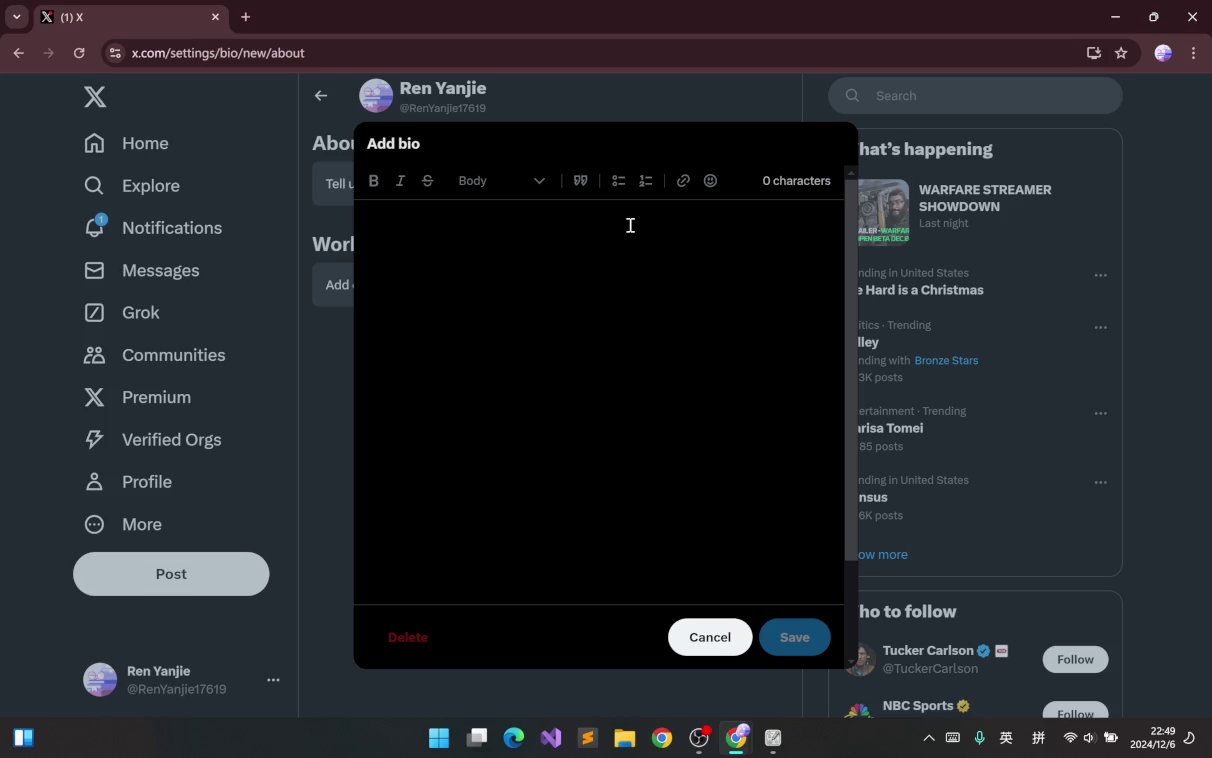 (1) X
x.com/settings/bio/new/about
Ren Yanjie
@RenYanjie17619
Search
Home
Explore
1
Notifications
Messages
Grok
Communities
Premium
Verified Orgs
Profile
More
Post
Ren Yanjie
@RenYanjie17619
Abou
Tell u
Worl
Add
Add bio
B I S Body 0 characters
Delete
Cancel
Save
hat's happening
WARFARE STREAMER
SHOWDOWN
Last night
nding in United States
e Hard is a Christmas
itics · Trending
lley
nding with Bronze Stars
3K posts
ertainment · Trending
arisa Tomei
85 posts
nding in United States
nsus
6K posts
ow more
ho to follow
Tucker Carlson
@TuckerCarlson
Follow
NBC Sports
Follow
英
拼
22:49
2024/12/6